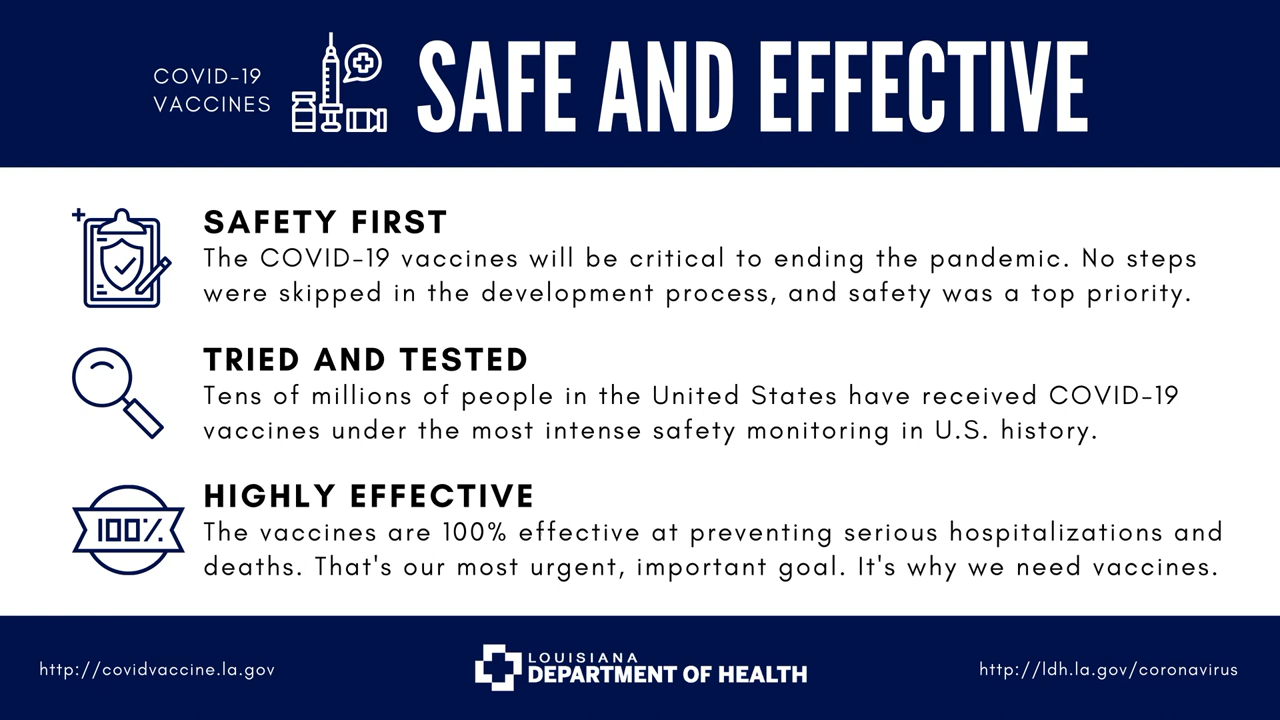 COVID-19
VACCINES
SAFE AND EFFECTIVE
SAFETY FIRST
The COVID-19 vaccines will be critical to ending the pandemic. No steps
were skipped in the development process, and safety was a top priority.
TRIED AND TESTED
Tens of millions of people in the United States have received COVID-19
vaccines under the most intense safety monitoring in U.S. history.
100%
HIGHLY EFFECTIVE
The vaccines are 100% effective at preventing serious hospitalizations and
deaths. That's our most urgent, important goal. It's why we need vaccines.
http://covidvaccine.la.gov
LOUISIANA
DEPARTMENT OF HEALTH
http://ldh.la.gov/coronavirus